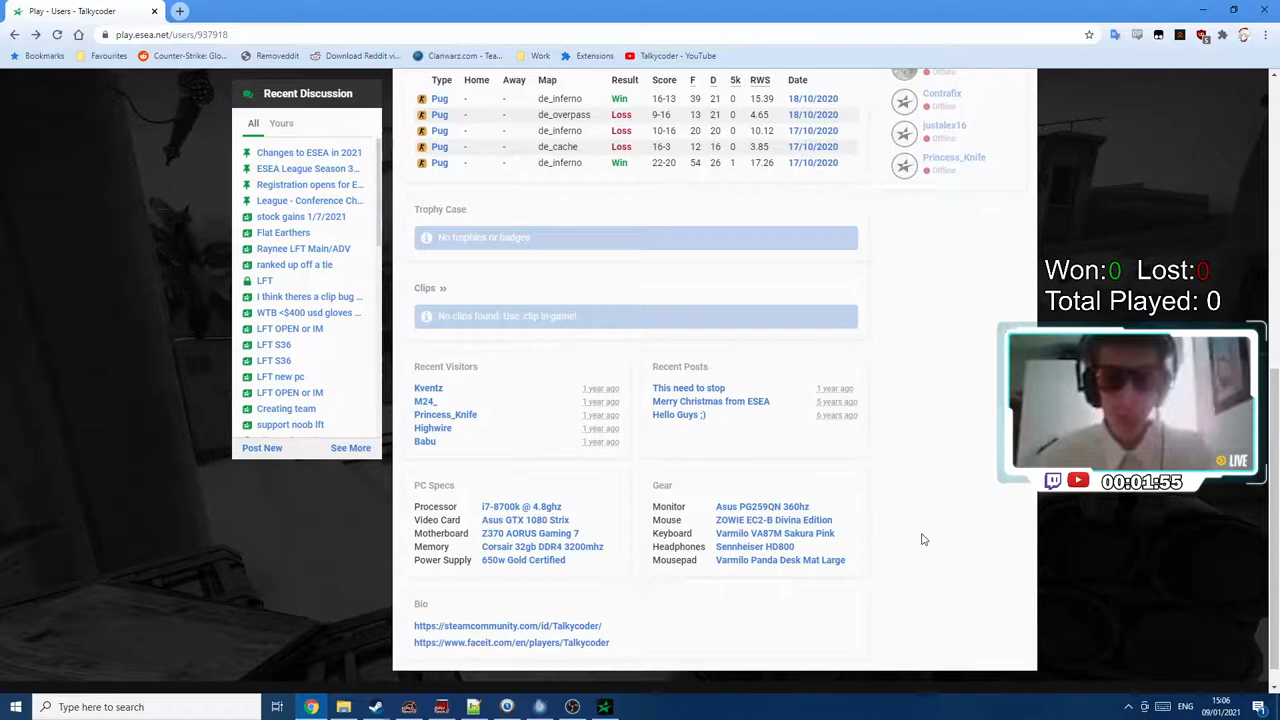 Play - Users - Talkycoder
play.esea.net/users/937918
Bookmarks Favourites Counter-Strike: Glo... Removeddit Download Reddit vi... Clanwarz.com - Tea... Work Extensions Talkycoder - YouTube
Recent Discussion
All Yours
Changes to ESEA in 2021
ESEA League Season 3...
Registration opens for E...
League - Conference Ch...
stock gains 1/7/2021
Flat Earthers
Raynee LFT Main/ADV
ranked up off a tie
LFT
I think theres a clip bug ...
WTB <$400 usd gloves ...
LFT OPEN or IM
LFT S36
LFT S36
LFT new pc
LFT OPEN or IM
Creating team
support noob lft
Post New See More
Type Home Away Map Result Score F D 5k RWS Date
Pug - - de_inferno Win 16-13 39 21 0 15.39 18/10/2020
Pug - - de_overpass Loss 9-16 13 21 0 4.65 18/10/2020
Pug - - de_inferno Loss 10-16 20 20 0 10.12 17/10/2020
Pug - - de_cache Loss 16-3 12 16 0 3.85 17/10/2020
Pug - - de_inferno Win 22-20 54 26 1 17.26 17/10/2020
Offline
Contrafix
Offline
justalex16
Offline
Princess_Knife
Offline
Trophy Case
No trophies or badges
Clips »
No clips found. Use .clip in-game!
Recent Visitors
Kventz 1 year ago
M24_ 1 year ago
Princess_Knife 1 year ago
Highwire 1 year ago
Babu 1 year ago
Recent Posts
This need to stop 1 year ago
Merry Christmas from ESEA 5 years ago
Hello Guys ;) 6 years ago
PC Specs
Processor i7-8700k @ 4.8ghz
Video Card Asus GTX 1080 Strix
Motherboard Z370 AORUS Gaming 7
Memory Corsair 32gb DDR4 3200mhz
Power Supply 650w Gold Certified
Gear
Monitor Asus PG259QN 360hz
Mouse ZOWIE EC2-B Divina Edition
Keyboard Varmilo VA87M Sakura Pink
Headphones Sennheiser HD800
Mousepad Varmilo Panda Desk Mat Large
Bio
https://steamcommunity.com/id/Talkycoder/
https://www.faceit.com/en/players/Talkycoder
Won:0 Lost:0
Total Played: 0
LIVE
00:01:55
Type here to search
ENG
15:06
09/01/2021